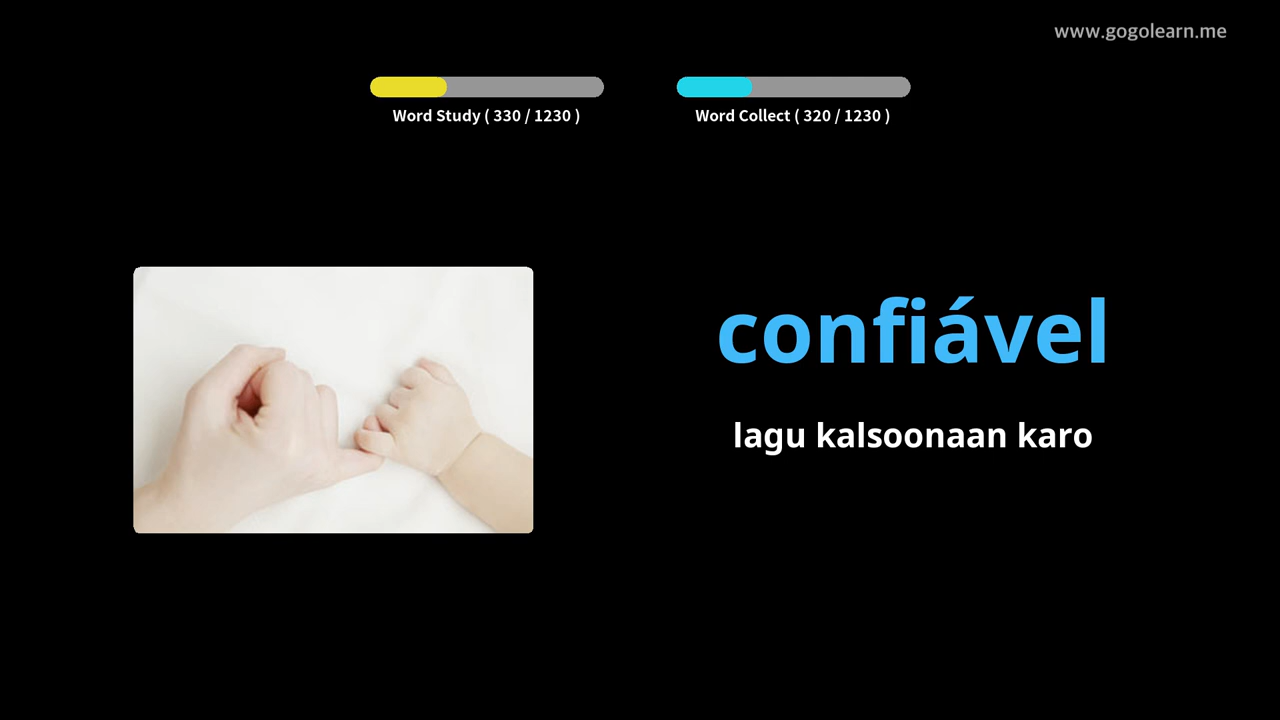 www.gogolearn.me
Word Study ( 330 / 1230 )
Word Collect ( 320 / 1230 )
confiável
lagu kalsoonaan karo